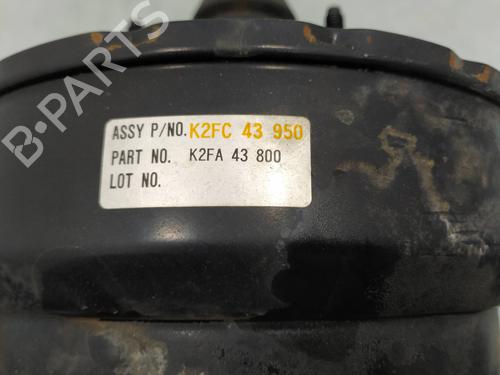 ASSY P/NO. K2FC 43 950
PART NO. K2FA 43 800
LOT NO.
B-PARTS